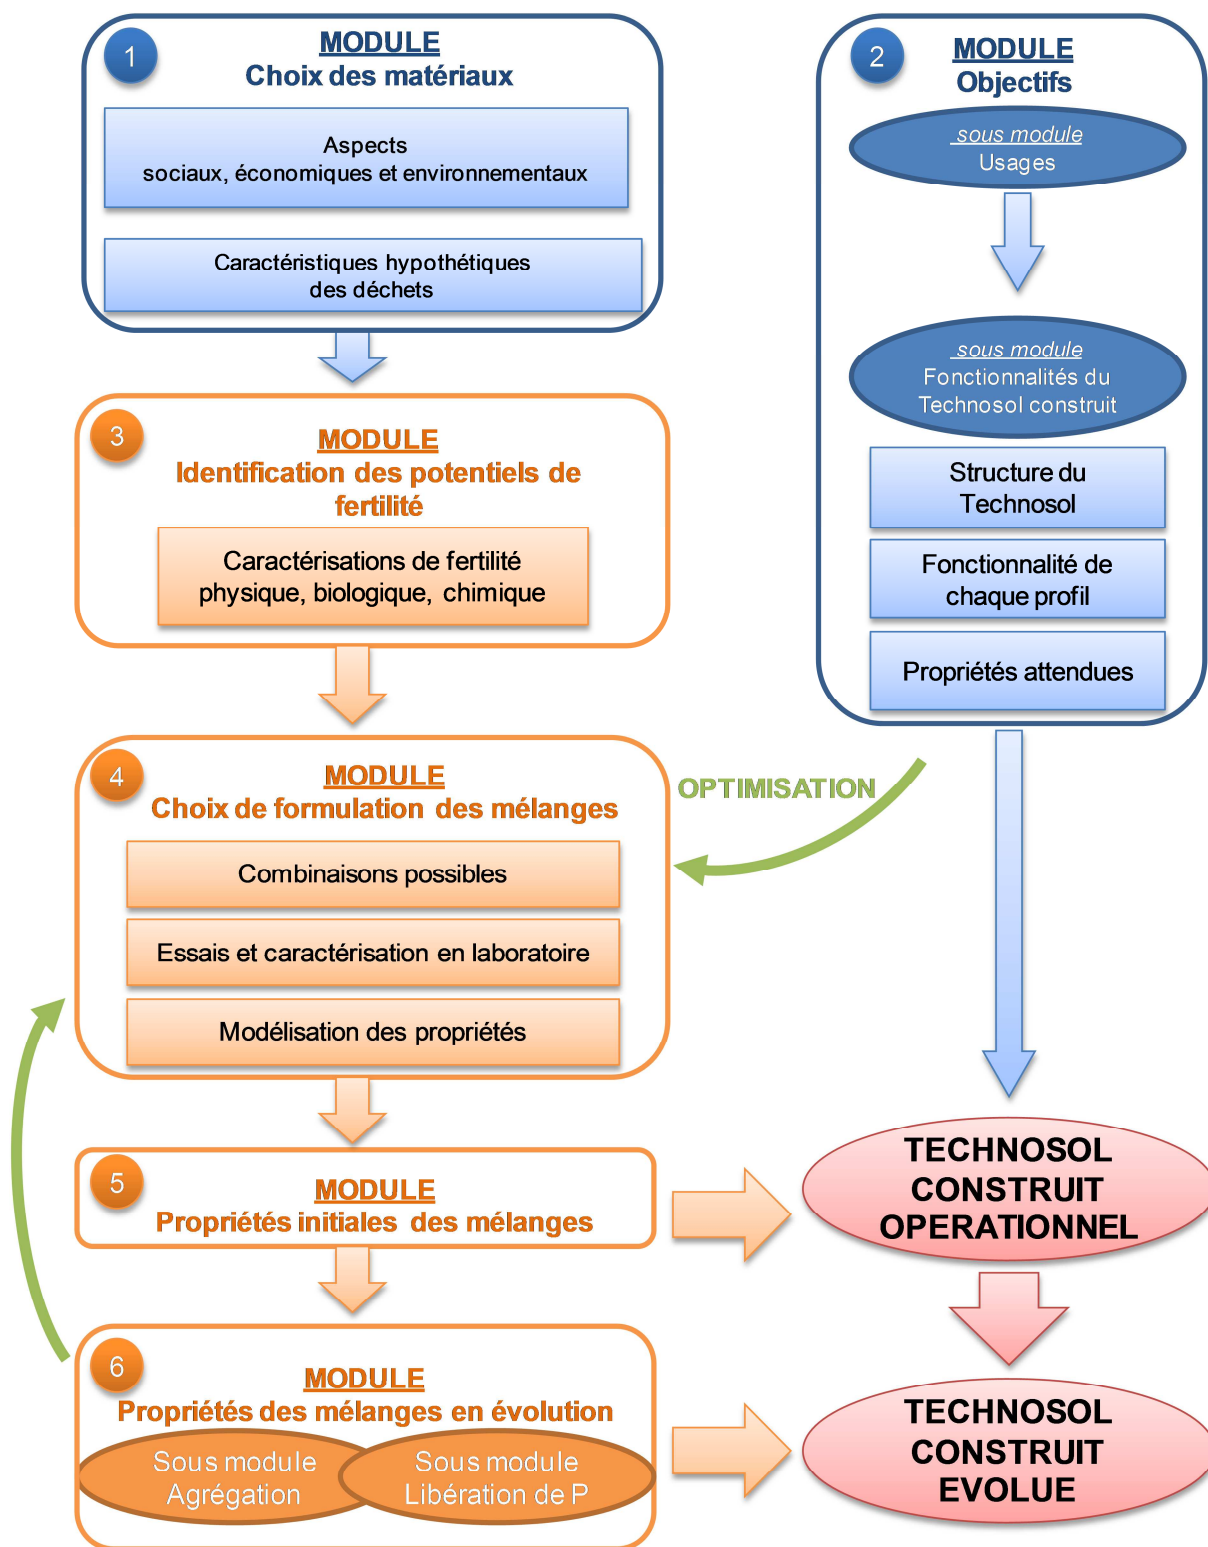 1
MODULE
Choix des matériaux
Aspects
sociaux, économiques et environnementaux
Caractéristiques hypothétiques
des déchets
2
MODULE
Objectifs
sous module
Usages
sous module
Fonctionnalités du
Technosol construit
Structure du
Technosol
Fonctionnalité de
chaque profil
Propriétés attendues
3
MODULE
Identification des potentiels de
fertilité
Caractérisations de fertilité
physique, biologique, chimique
4
MODULE
Choix de formulation des mélanges
Combinaisons possibles
Essais et caractérisation en laboratoire
Modélisation des propriétés
OPTIMISATION
5
MODULE
Propriétés initiales des mélanges
TECHNOSOL
CONSTRUIT
OPERATIONNEL
6
MODULE
Propriétés des mélanges en évolution
Sous module
Agrégation
Sous module
Libération de P
TECHNOSOL
CONSTRUIT
EVOLUE